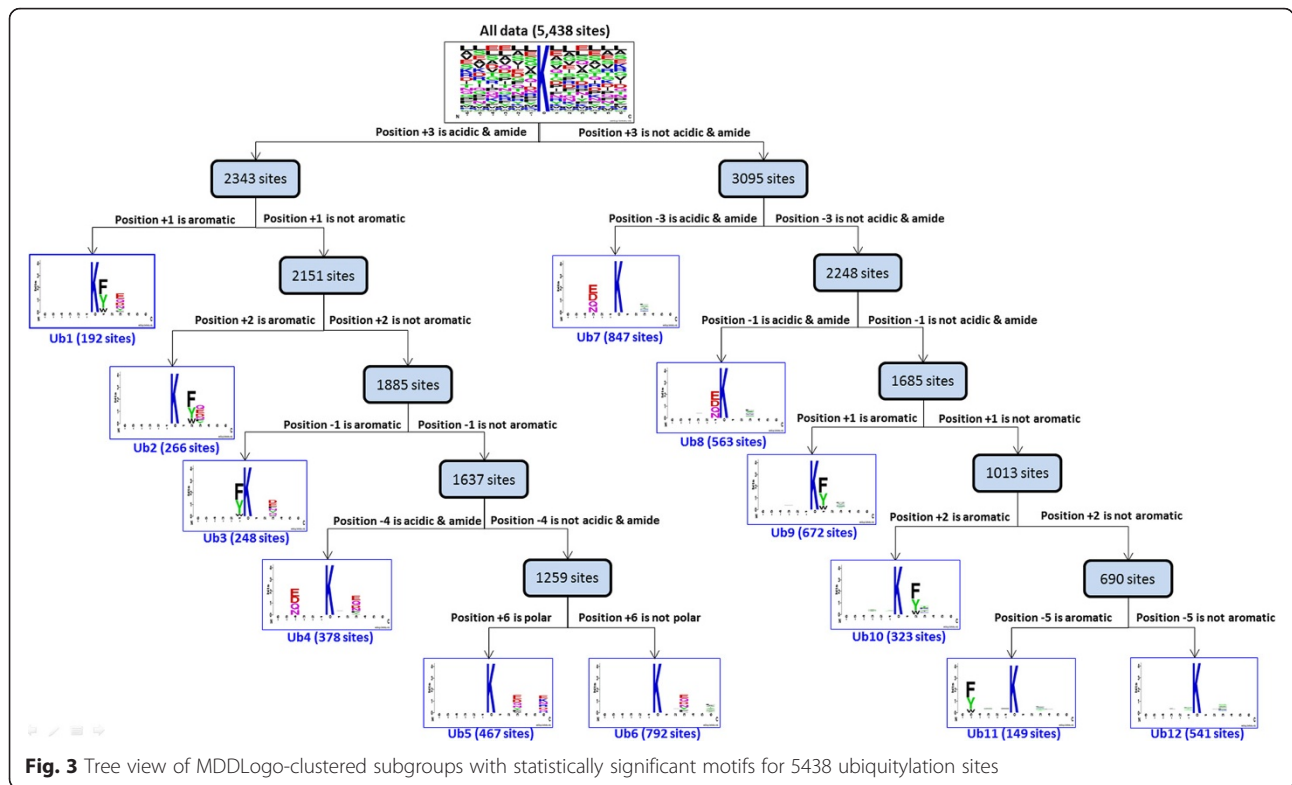 All data (5,438 sites)
Position +3 is acidic & amide
Position +3 is not acidic & amide
2343 sites
3095 sites
Position +1 is aromatic
Position +1 is not aromatic
Position -3 is acidic & amide
Position -3 is not acidic & amide
2151 sites
2248 sites
Ub1 (192 sites)
Ub7 (847 sites)
Position +2 is aromatic
Position +2 is not aromatic
Position -1 is acidic & amide
Position -1 is not acidic & amide
1885 sites
1685 sites
Ub2 (266 sites)
Ub8 (563 sites)
Position -1 is aromatic
Position -1 is not aromatic
Position +1 is aromatic
Position +1 is not aromatic
1637 sites
1013 sites
Ub3 (248 sites)
Ub9 (672 sites)
Position -4 is acidic & amide
Position -4 is not acidic & amide
Position +2 is aromatic
Position +2 is not aromatic
1259 sites
690 sites
Ub4 (378 sites)
Ub10 (323 sites)
Position +6 is polar
Position +6 is not polar
Position -5 is aromatic
Position -5 is not aromatic
Ub5 (467 sites)
Ub6 (792 sites)
Ub11 (149 sites)
Ub12 (541 sites)
Fig. 3 Tree view of MDDLogo-clustered subgroups with statistically significant motifs for 5438 ubiquitylation sites